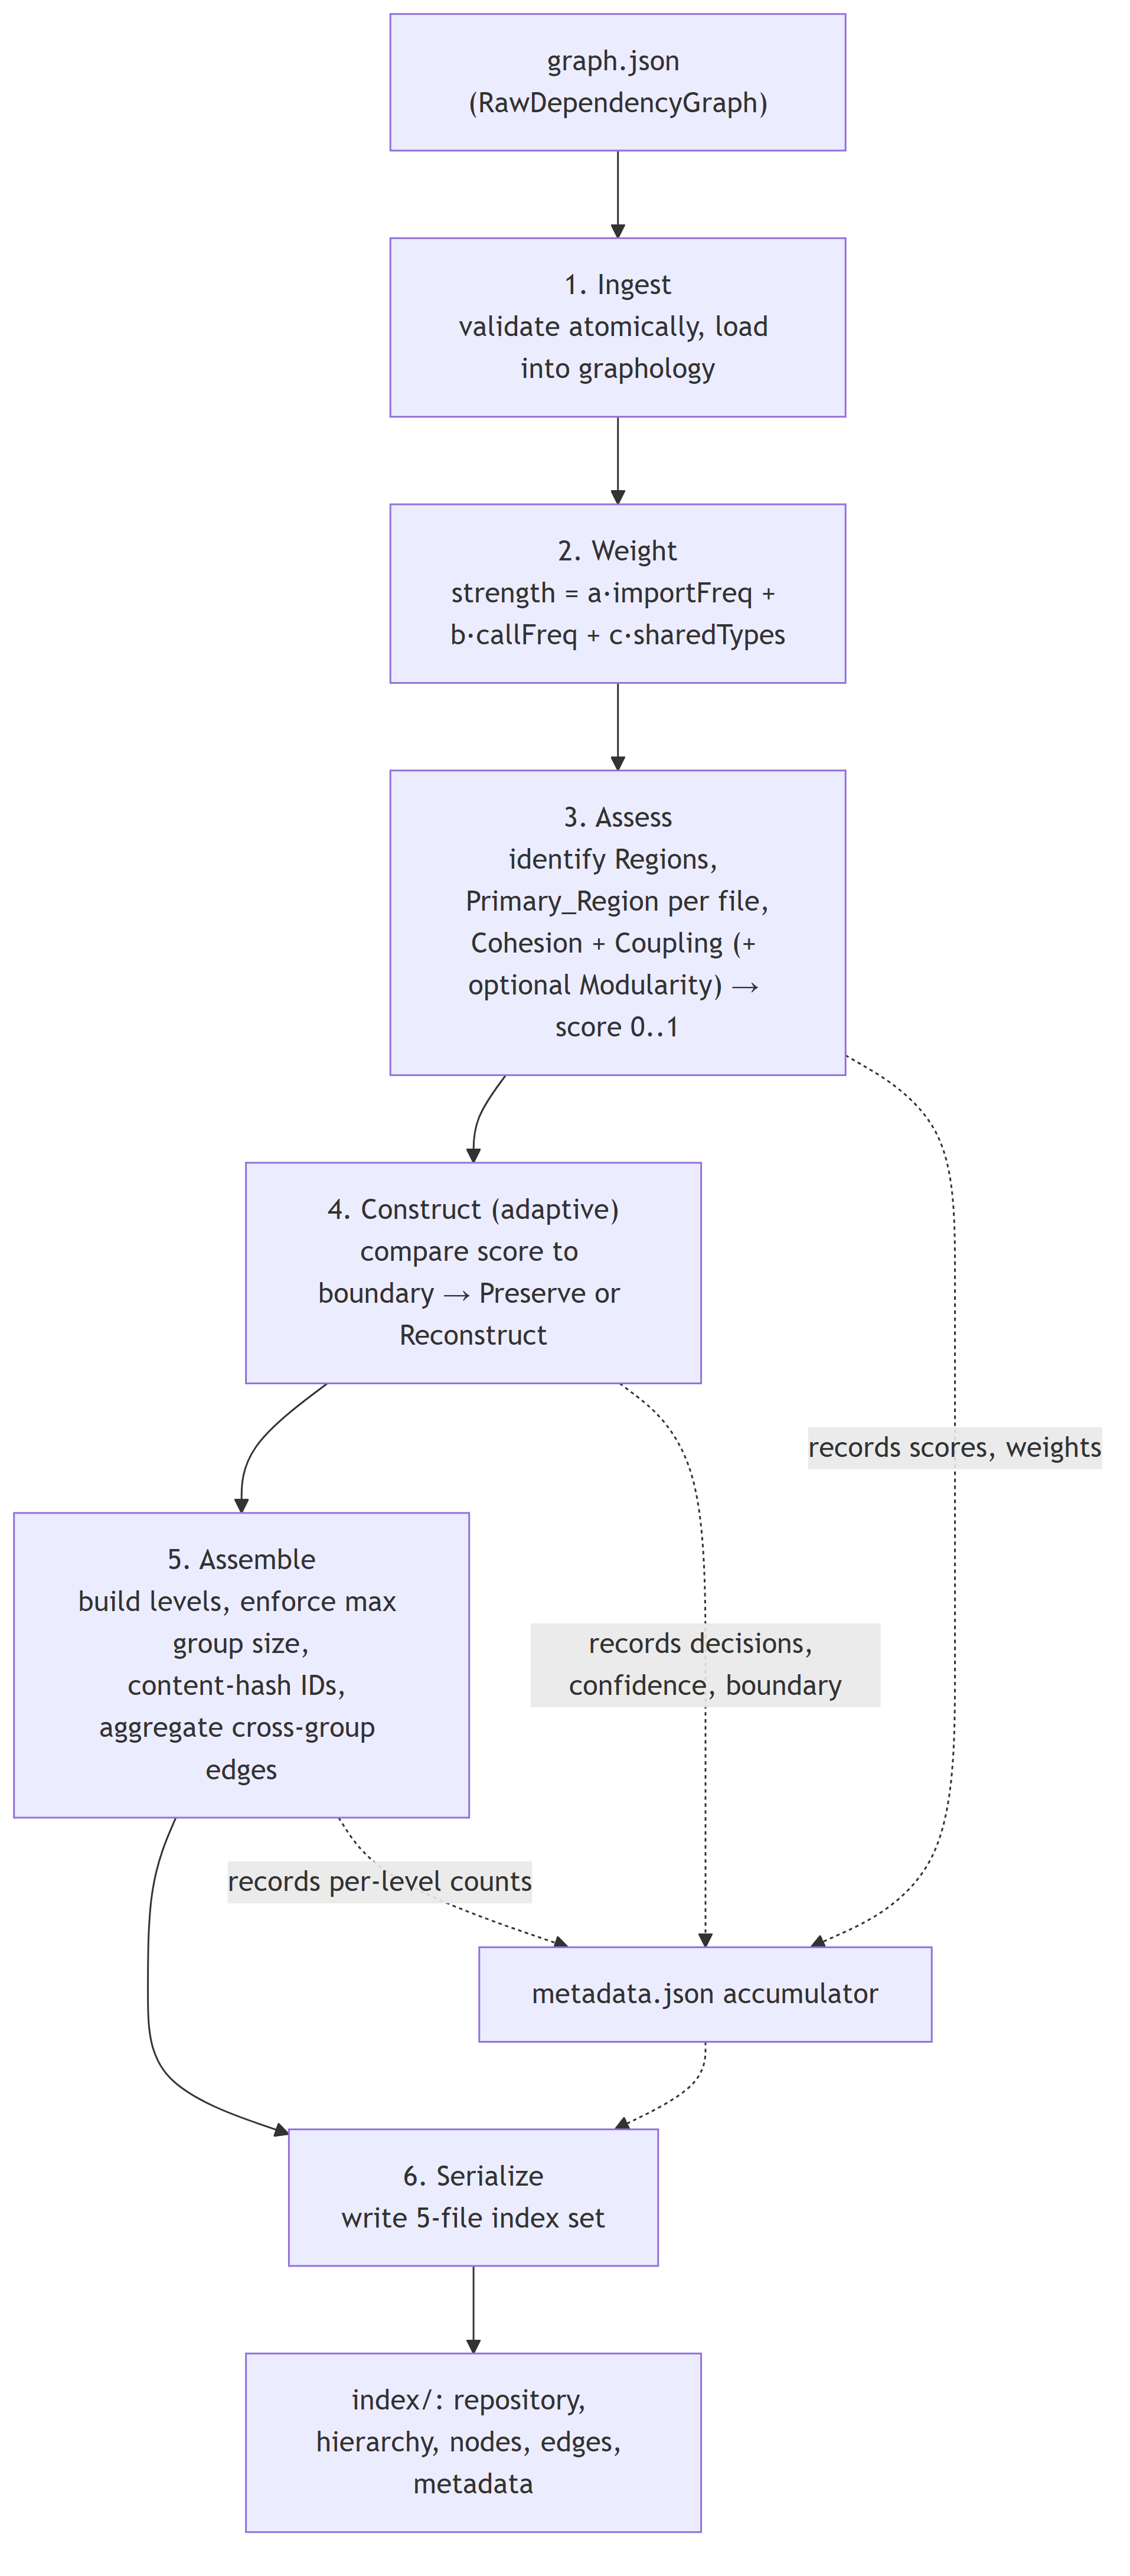 graph.json
(RawDependencyGraph)
1. Ingest
validate atomically, load
into graphology
2. Weight
strength = a·importFreq +
b·callFreq + c·sharedTypes
3. Assess
identify Regions,
Primary_Region per file,
Cohesion + Coupling (+
optional Modularity) →
score 0..1
4. Construct (adaptive)
compare score to
boundary → Preserve or
Reconstruct
records scores, weights
5. Assemble
build levels, enforce max
group size,
content-hash IDs,
aggregate cross-group
edges
records decisions,
confidence, boundary
records per-level counts
metadata.json accumulator
6. Serialize
write 5-file index set
index/: repository,
hierarchy, nodes, edges,
metadata